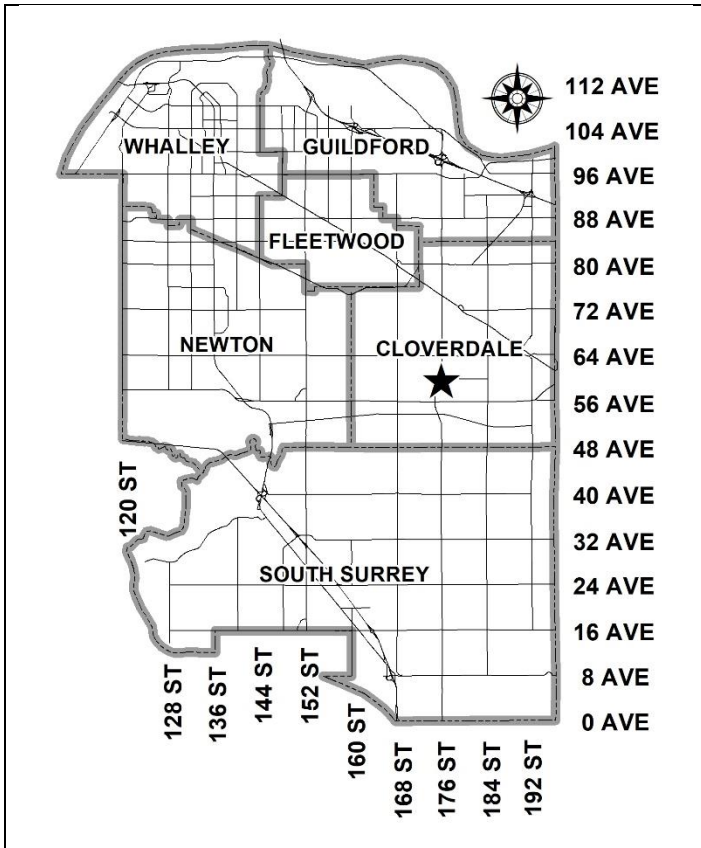 112 AVE
104 AVE
WHALLEY
GUILDFORD
96 AVE
88 AVE
FLEETWOOD
80 AVE
72 AVE
NEWTON
CLOVERDALE
64 AVE
56 AVE
48 AVE
120 ST
40 AVE
32 AVE
SOUTH SURREY
24 AVE
16 AVE
8 AVE
128 ST
136 ST
144 ST
152 ST
160 ST
0 AVE
168 ST
176 ST
184 ST
192 ST